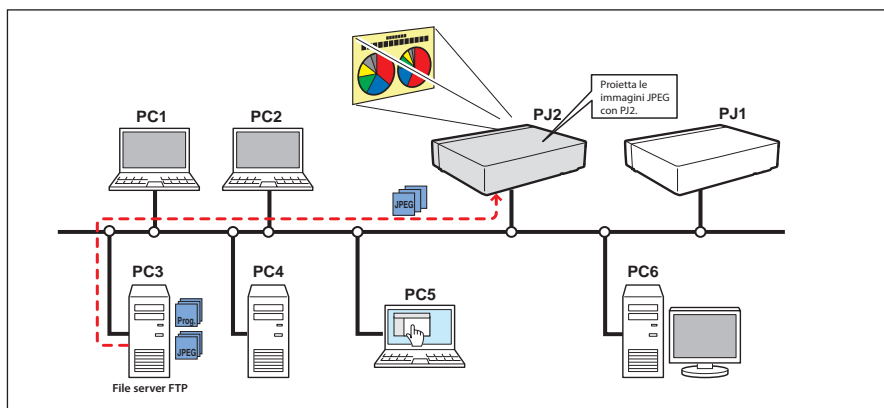 Proietta le
immagini JPEG
con PJ2.
PC1
PC2
PJ2
PJ1
JPEG
PC3
PC4
PC5
PC6
Prog.
JPEG
File server FTP